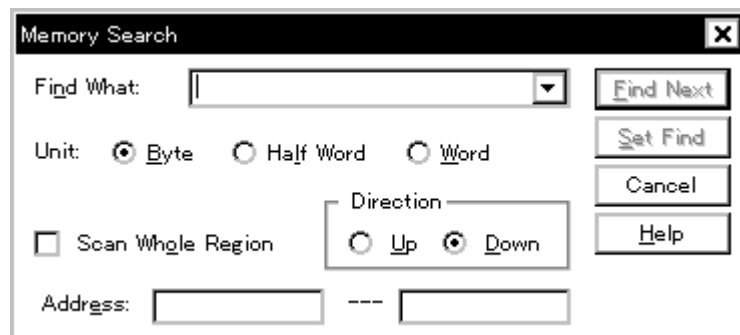 Memory Search
Find What: Find Next
Unit: Byte Half Word Word Set Find
Cancel
Direction
Scan Whole Region Up Down Help
Address: ---